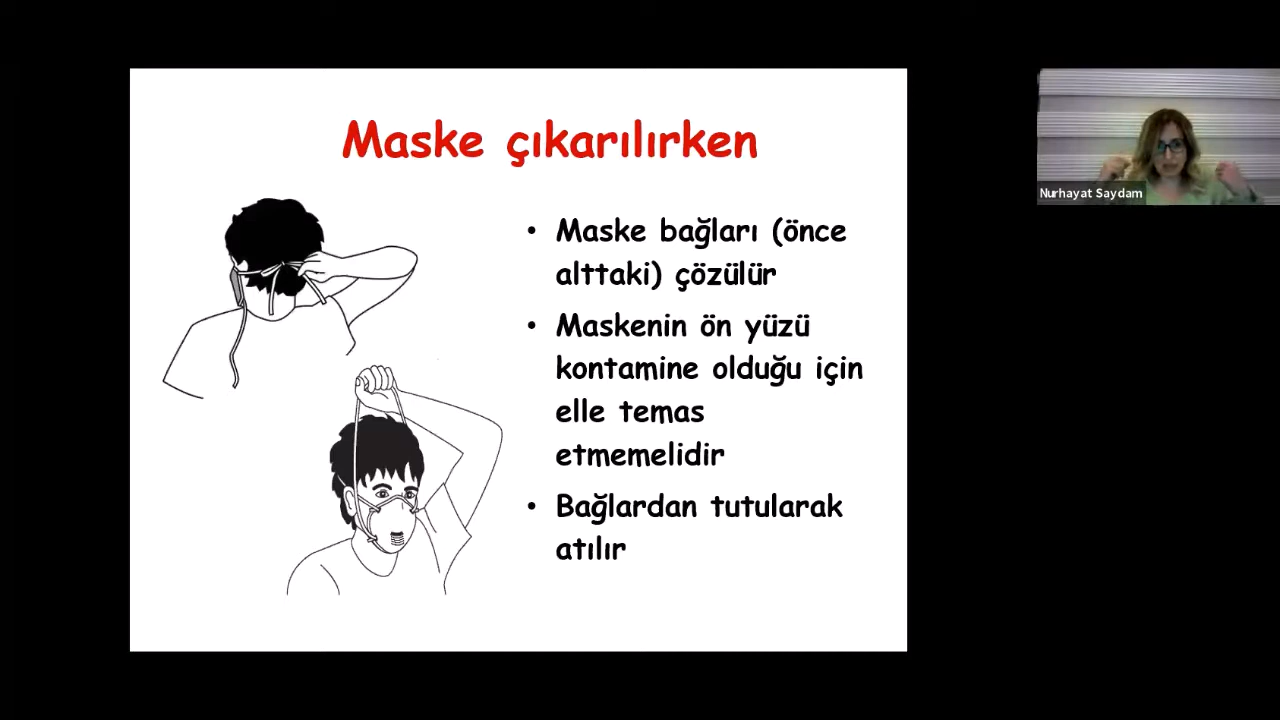 Maske çıkarılırken
• Maske bağları (önce
alttaki) çözülür
• Maskenin ön yüzü
kontamine olduğu için
elle temas
etmemelidir
• Bağlardan tutularak
atılır
Nurhayat Saydam